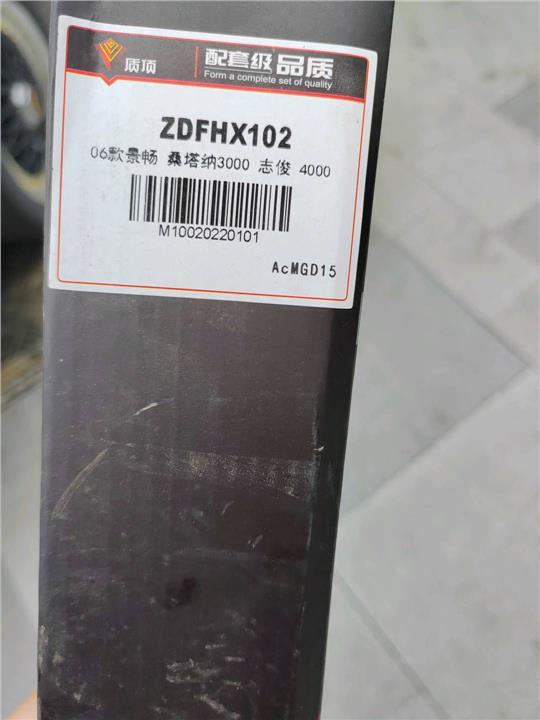 质顶 配套级品质
Form a complete set of quality
ZDFHX102
06款景畅 桑塔纳3000 志俊 4000
M10020220101
AcMGD15